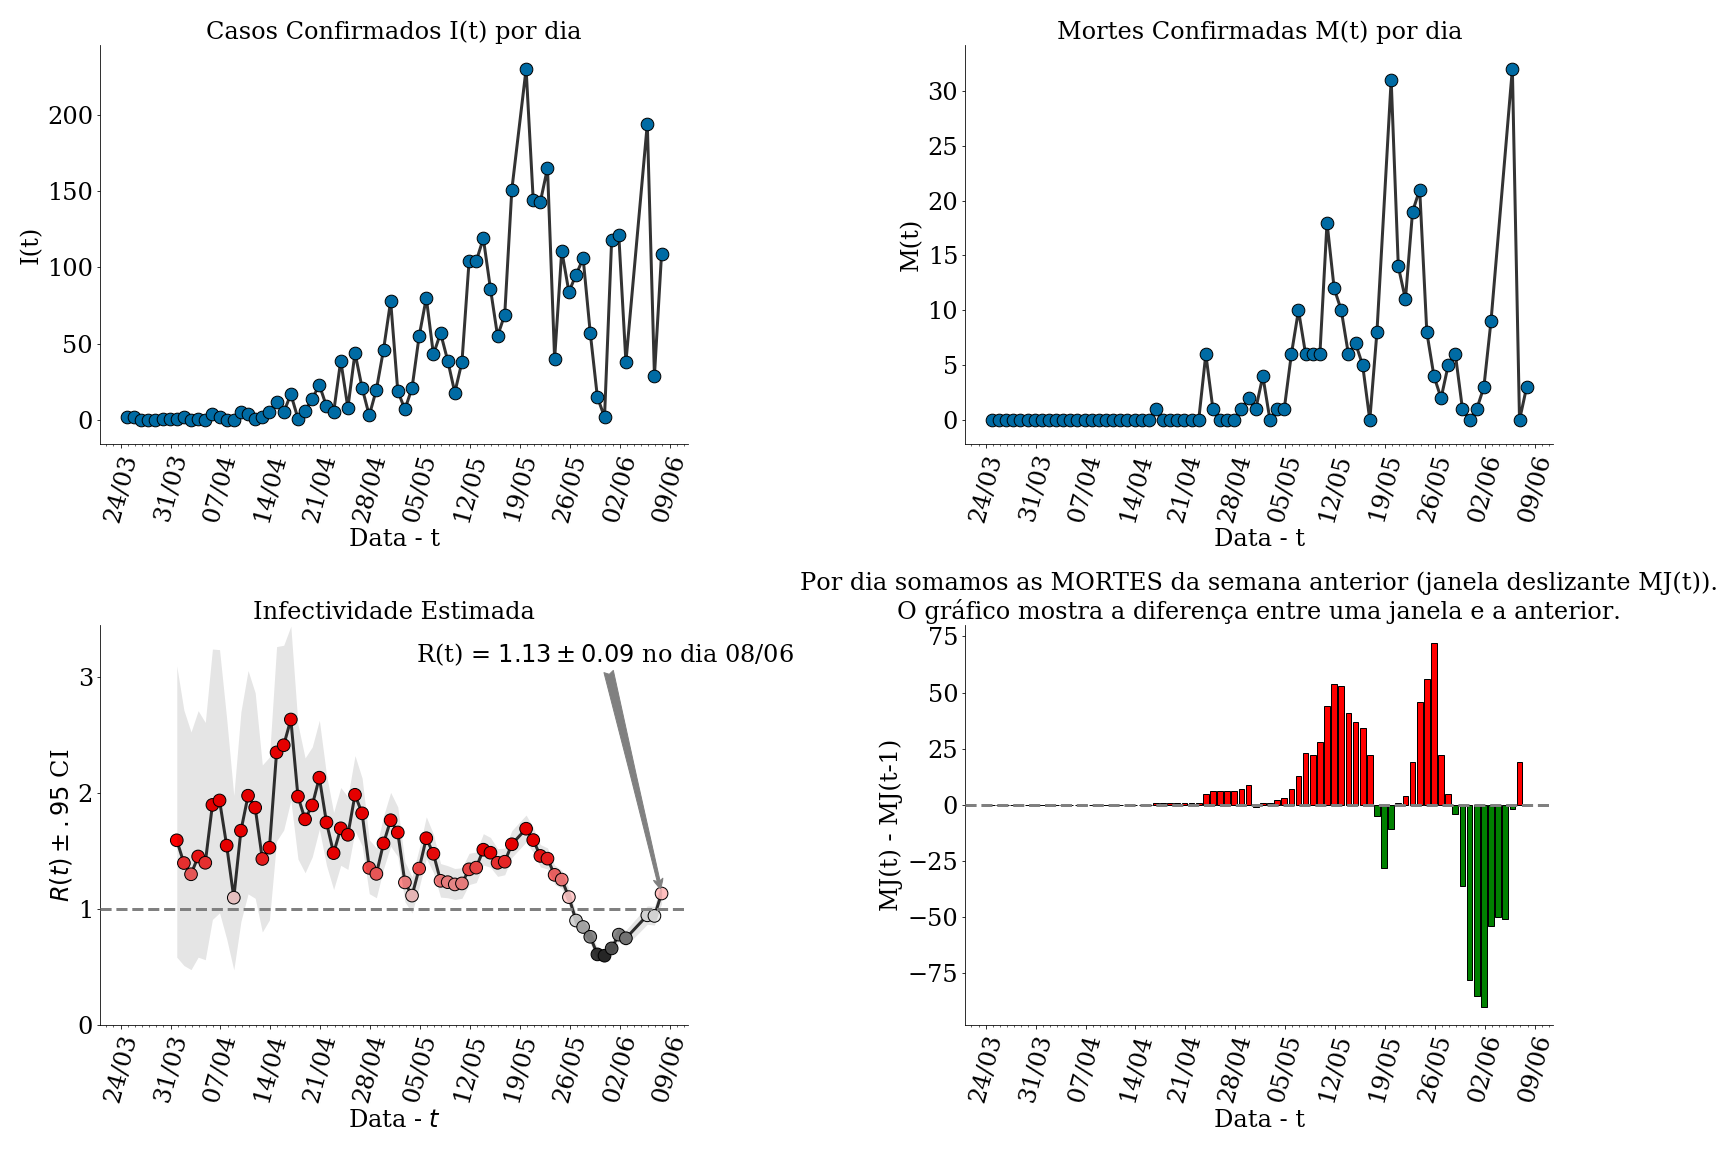 Casos Confirmados I(t) por dia
I(t)
200
150
100
50
0
24/03 31/03 07/04 14/04 21/04 28/04 05/05 12/05 19/05 26/05 02/06 09/06
Data - t
Mortes Confirmadas M(t) por dia
M(t)
30
25
20
15
10
5
0
24/03 31/03 07/04 14/04 21/04 28/04 05/05 12/05 19/05 26/05 02/06 09/06
Data - t
Infectividade Estimada
R(t) = 1.13 ± 0.09 no dia 08/06
R(t) ± .95 CI
3
2
1
0
24/03 31/03 07/04 14/04 21/04 28/04 05/05 12/05 19/05 26/05 02/06 09/06
Data - t
Por dia somamos as MORTES da semana anterior (janela deslizante MJ(t)).
O gráfico mostra a diferença entre uma janela e a anterior.
MJ(t) - MJ(t-1)
75
50
25
0
−25
−50
−75
24/03 31/03 07/04 14/04 21/04 28/04 05/05 12/05 19/05 26/05 02/06 09/06
Data - t